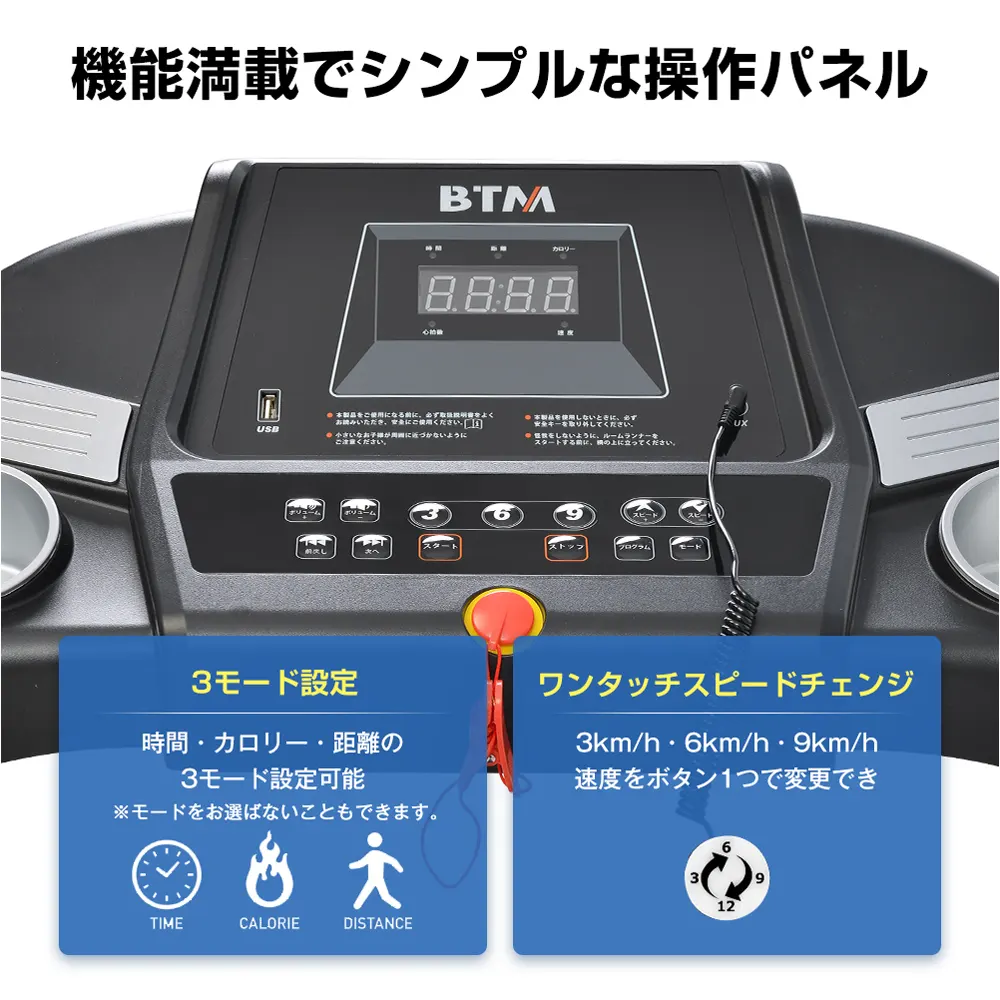 機能満載でシンプルな操作パネル
BTM
時間 距離 カロリー
88:88
心拍数 速度
USB
● 本製品をご使用になる前に、必ず取扱説明書をよく
お読みいただき、安全にご使用ください。
● 小さいなお子様が周囲に近づかないように
ご注意ください。
● 本製品を使用しないときに、必ず
安全キーを取り外してください。
● 怪我をしないように、ルームランナーを
スタートする前に、横の上に立ってください。
UX
ボリューム + ボリューム - 3 6 9 スピード + スピード
前戻し 次へ スタート ストップ プログラム モード
3モード設定
時間・カロリー・距離の
3モード設定可能
※モードをお選ばないこともできます。
TIME CALORIE DISTANCE
ワンタッチスピードチェンジ
3km/h・6km/h・9km/h
速度をボタン1つで変更でき
6
3 9
12